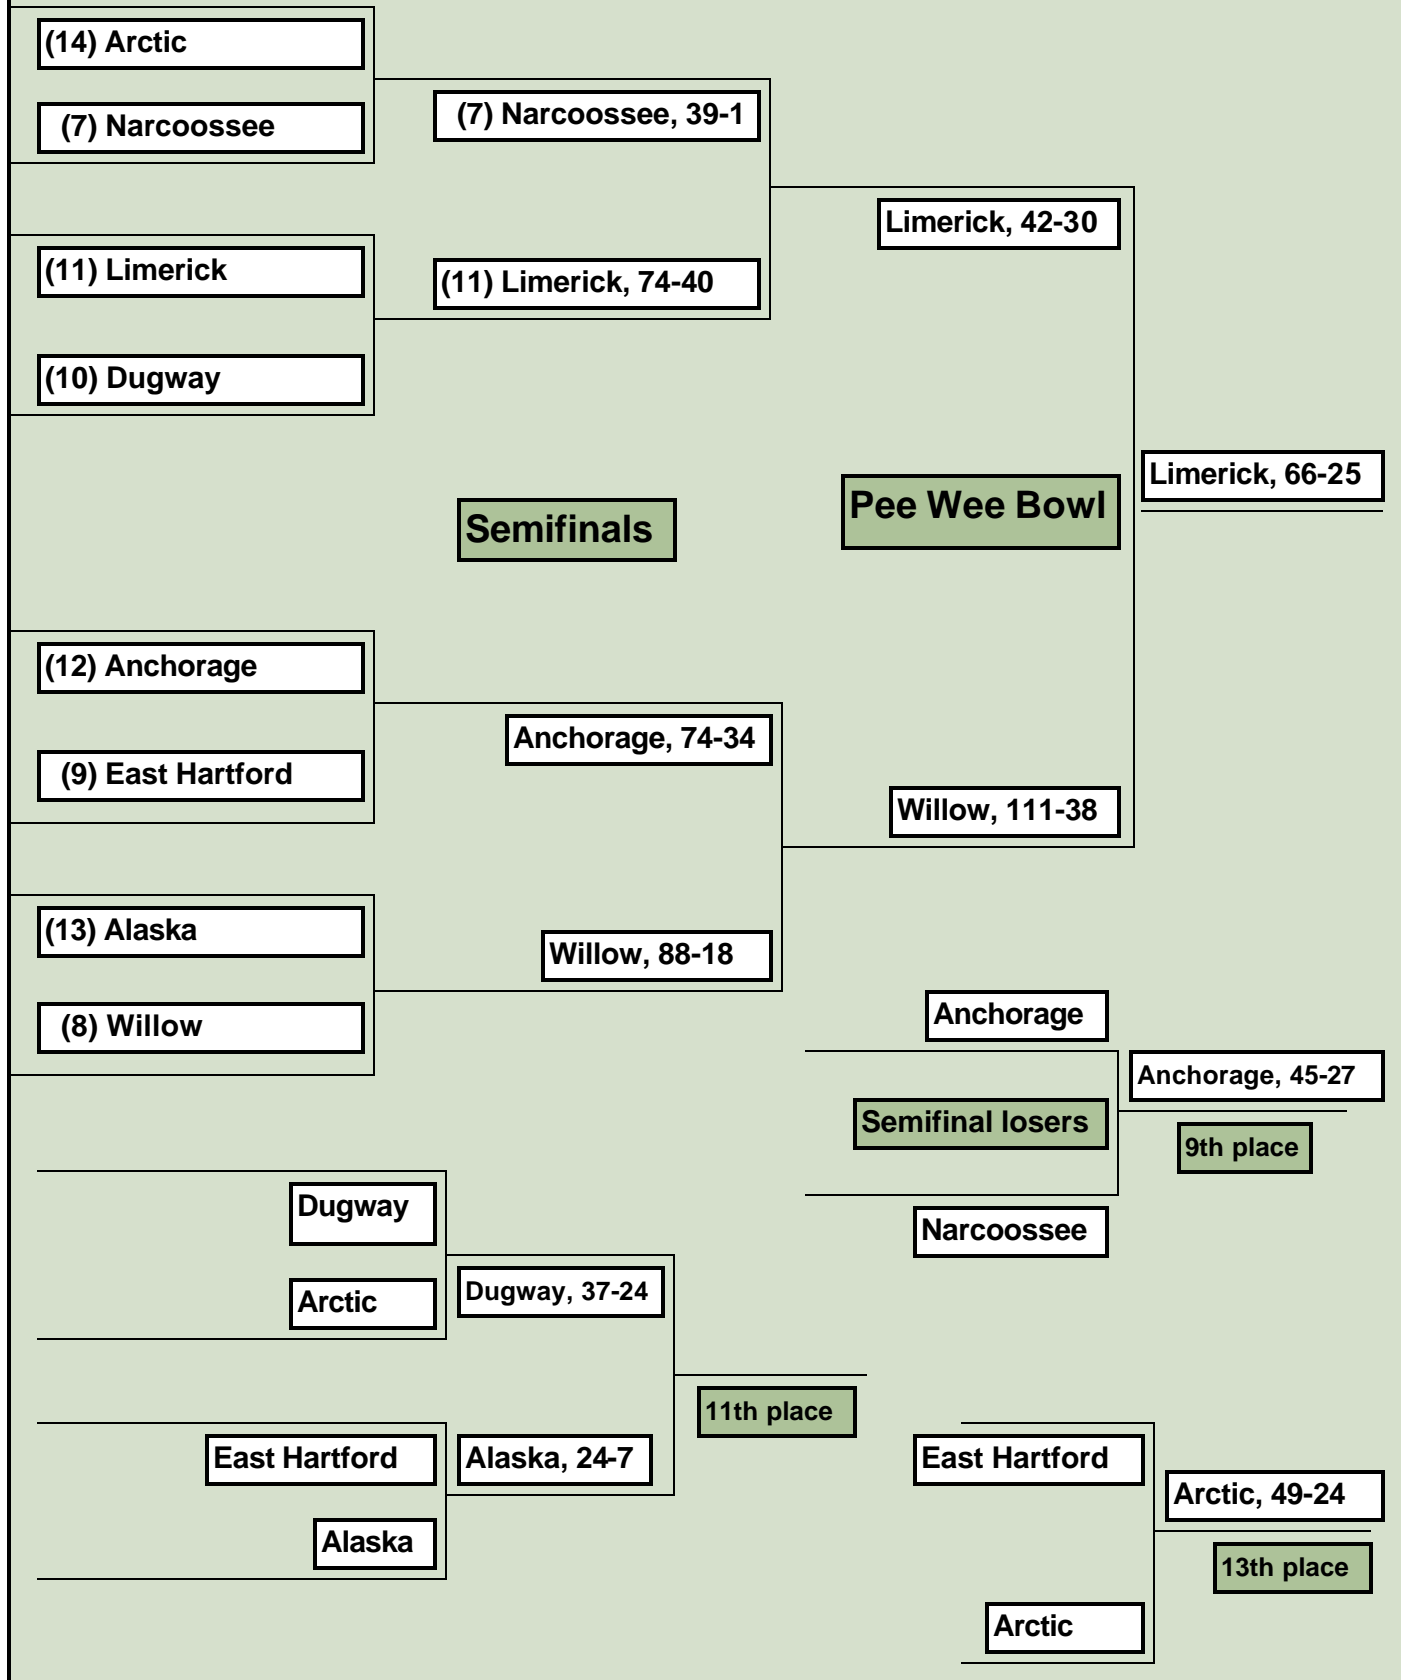 (14) Arctic
(7) Narcoossee
(7) Narcoossee, 39-1
Limerick, 42-30
(11) Limerick
(11) Limerick, 74-40
(10) Dugway
Limerick, 66-25
Pee Wee Bowl
Semifinals
(12) Anchorage
Anchorage, 74-34
(9) East Hartford
Willow, 111-38
(13) Alaska
Willow, 88-18
(8) Willow
Anchorage
Anchorage, 45-27
Semifinal losers
9th place
Dugway
Narcoossee
Arctic
Dugway, 37-24
11th place
East Hartford
Alaska, 24-7
East Hartford
Arctic, 49-24
Alaska
13th place
Arctic